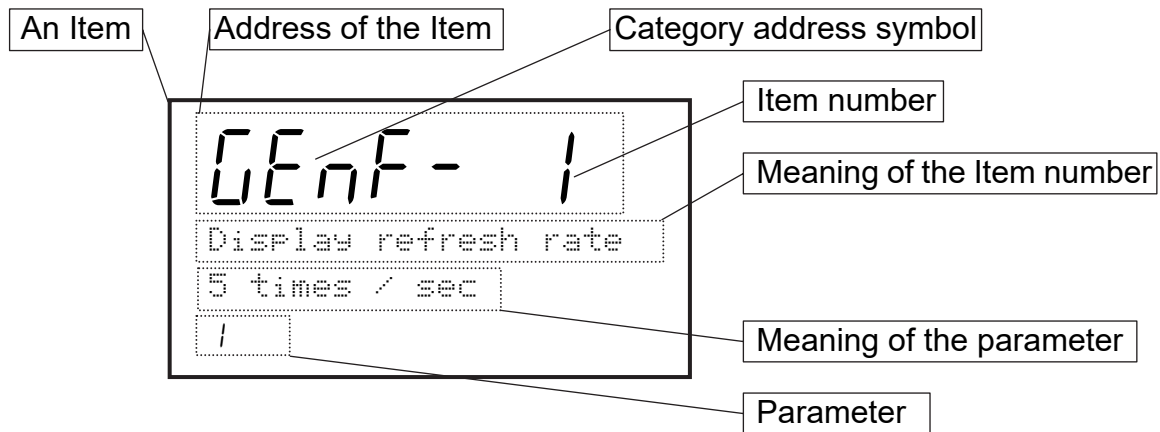 An Item
Address of the Item
Category address symbol
Item number
GEnF- 1
Meaning of the Item number
Display refresh rate
5 times / sec
Meaning of the parameter
1
Parameter